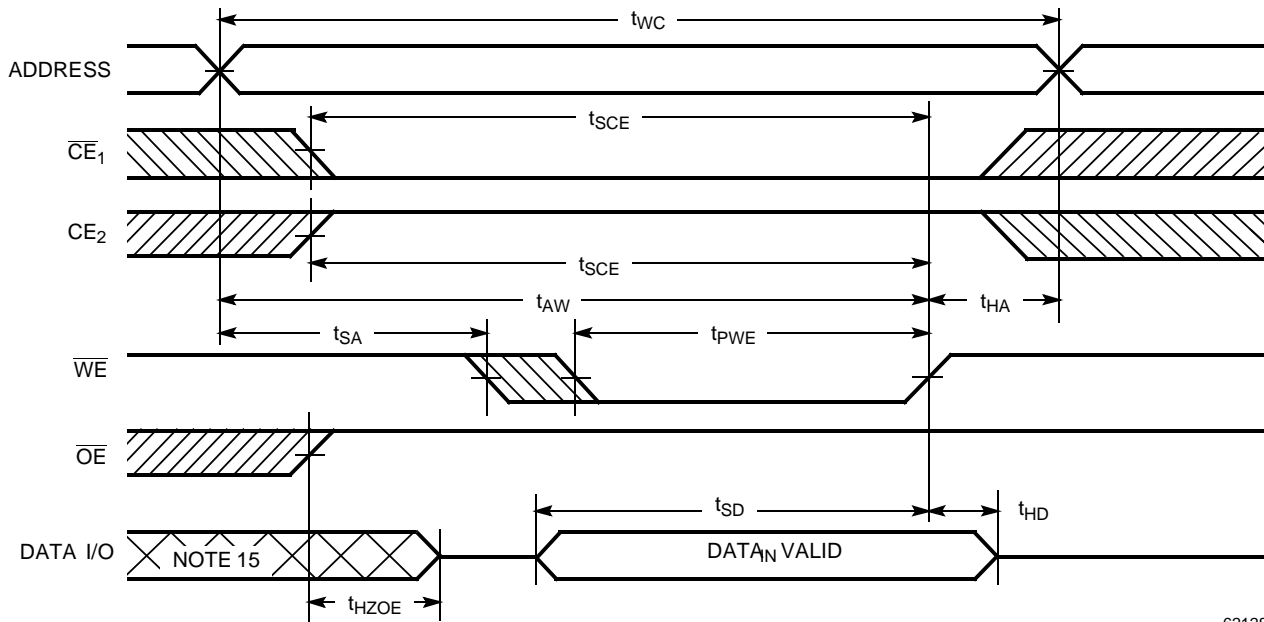 tWC
ADDRESS
tSCE
CE1
CE2
tSCE
tAW
tHA
tSA
tPWE
WE
OE
tSD
tHD
DATA I/O
NOTE 15
DATAIN VALID
tHZOE